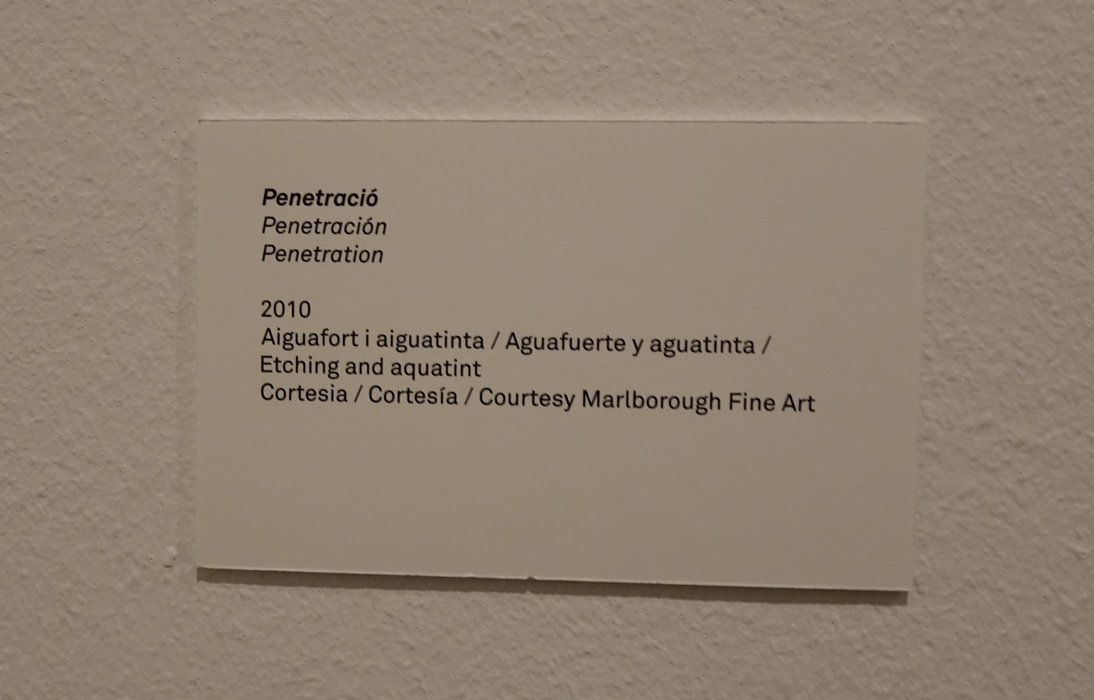 Penetració
Penetración
Penetration
2010
Aiguafort i aiguatinta / Aguafuerte y aguatinta /
Etching and aquatint
Cortesia / Cortesía / Courtesy Marlborough Fine Art